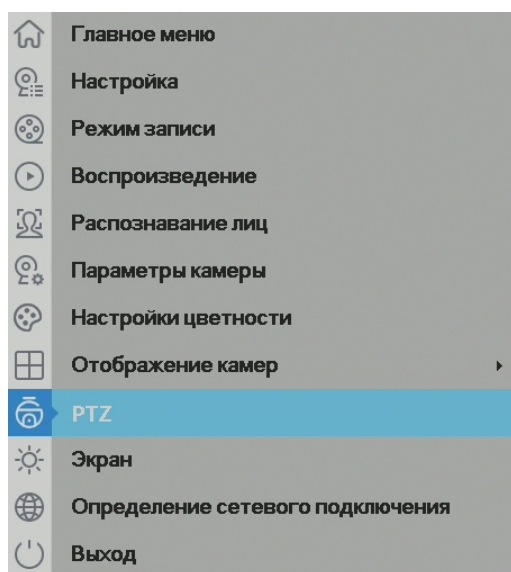 Главное меню
Настройка
Режим записи
Воспроизведение
Распознавание лиц
Параметры камеры
Настройки цветности
Отображение камер
PTZ
Экран
Определение сетевого подключения
Выход